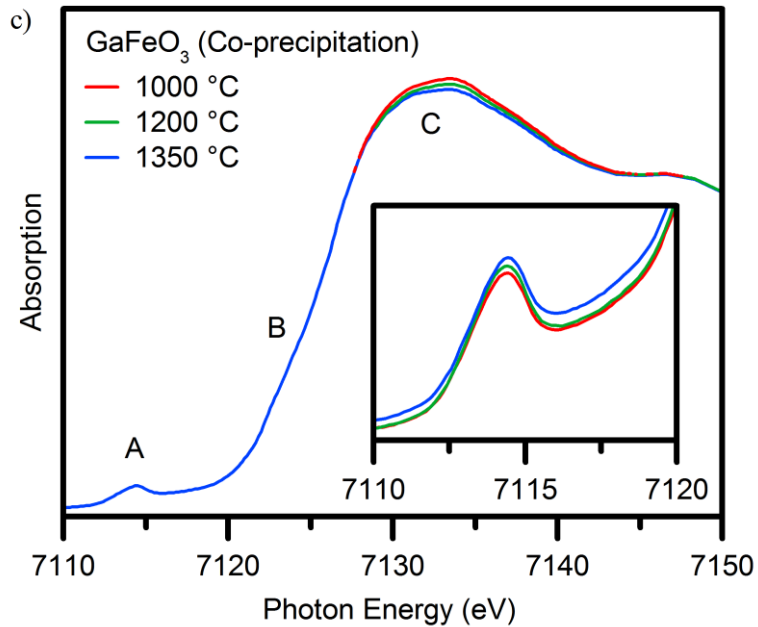 c)
GaFeO₃ (Co-precipitation)
1000 °C
1200 °C
1350 °C
C
B
A
Absorption
7110 7115 7120
7110 7120 7130 7140 7150
Photon Energy (eV)